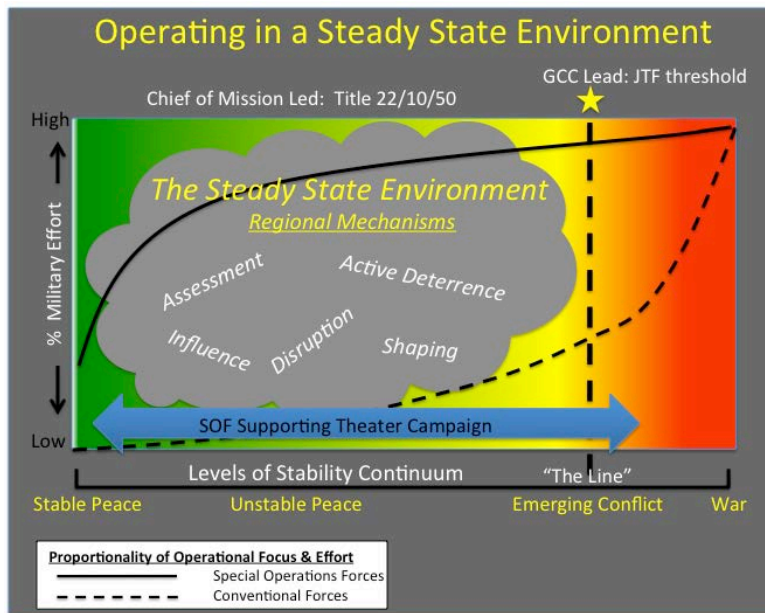 Operating in a Steady State Environment
GCC Lead: JTF threshold
Chief of Mission Led: Title 22/10/50
High
The Steady State Environment
Regional Mechanisms
% Military Effort
Assessment
Active Deterrence
Influence
Disruption
Shaping
SOF Supporting Theater Campaign
Low
Levels of Stability Continuum
“The Line”
Stable Peace
Unstable Peace
Emerging Conflict
War
Proportionality of Operational Focus & Effort
Special Operations Forces
Conventional Forces